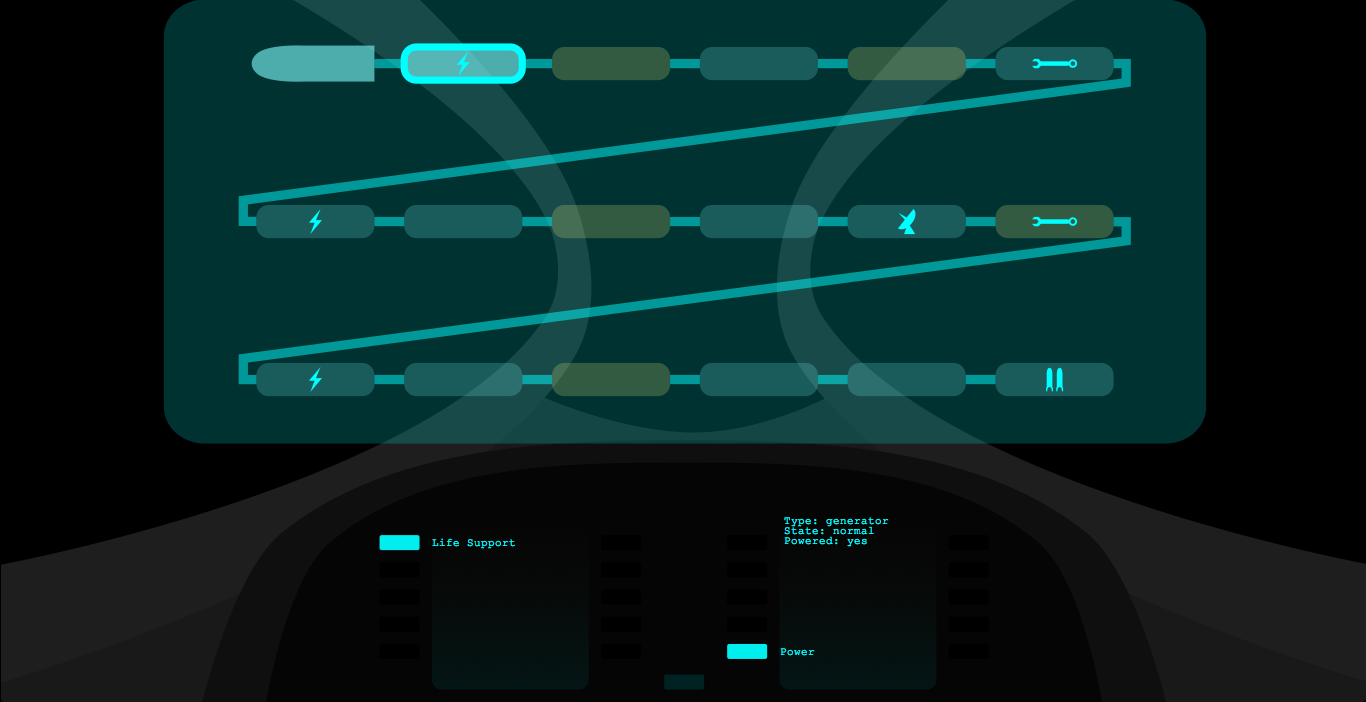 Life Support
Type: generator
State: normal
Powered: yes
Power